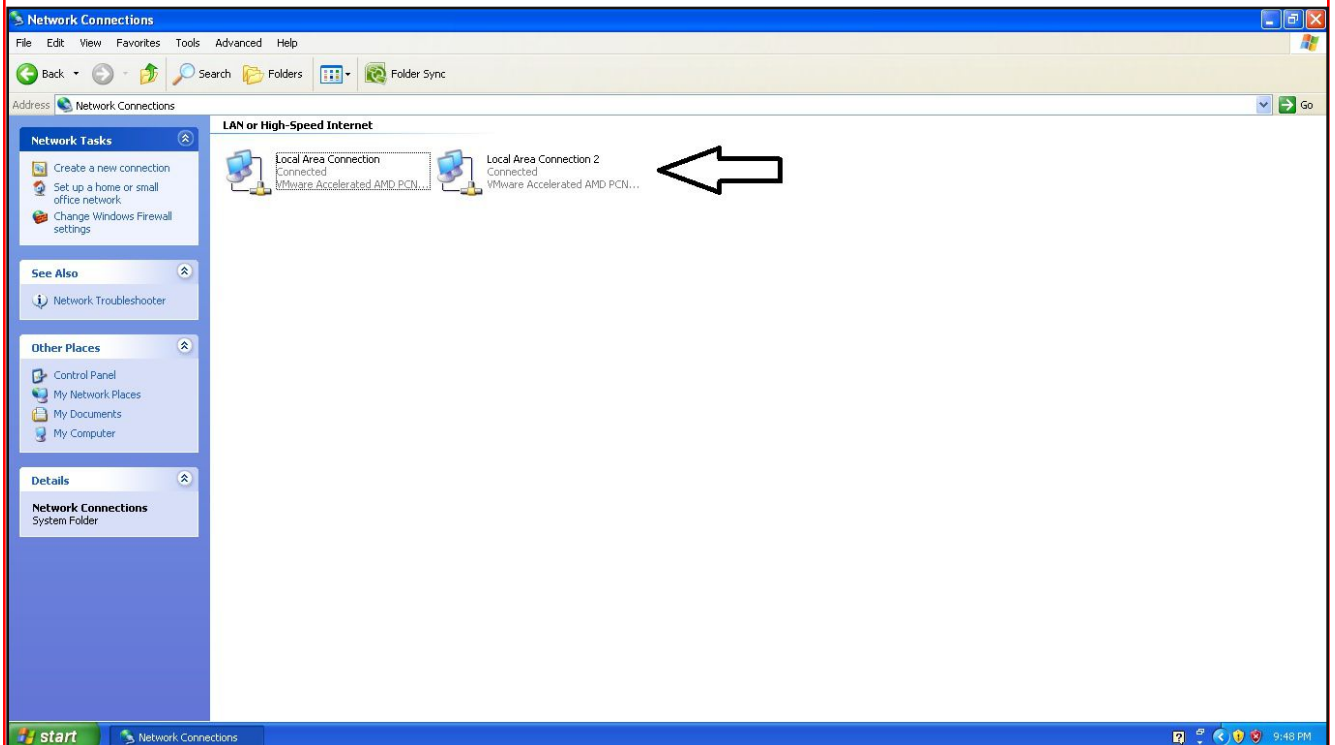 Network Connections
File Edit View Favorites Tools Advanced Help
Back Search Folders Folder Sync
Address Network Connections Go
Network Tasks
Create a new connection
Set up a home or small
office network
Change Windows Firewall
settings
See Also
Network Troubleshooter
Other Places
Control Panel
My Network Places
My Documents
My Computer
Details
Network Connections
System Folder
LAN or High-Speed Internet
Local Area Connection
Connected
VMware Accelerated AMD PCN...
Local Area Connection 2
Connected
VMware Accelerated AMD PCN...
start Network Connections 9:48 PM